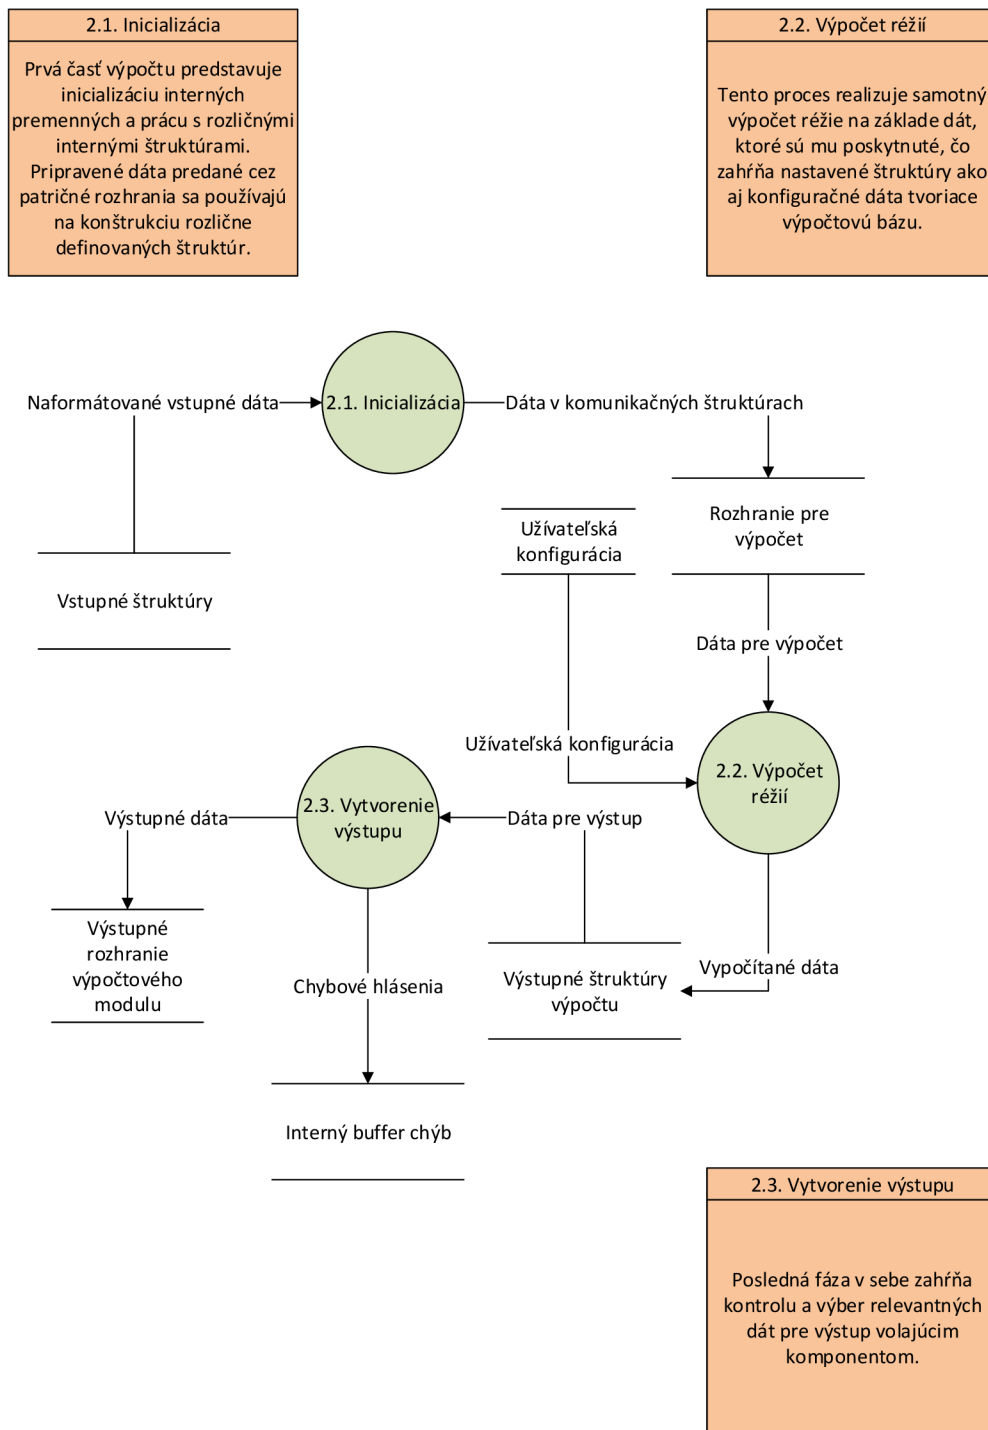 2.1. Inicializácia
Prvá časť výpočtu predstavuje
inicializáciu interných
premenných a prácu s rozličnými
internými štruktúrami.
Pripravené dáta predané cez
patričné rozhrania sa používajú
na konštrukciu rozlične
definovaných štruktúr.
2.2. Výpočet réžií
Tento proces realizuje samotný
výpočet réžie na základe dát,
ktoré sú mu poskytnuté, čo
zahŕňa nastavené štruktúry ako
aj konfiguračné dáta tvoriace
výpočtovú bázu.
Naformátované vstupné dáta
2.1. Inicializácia
Dáta v komunikačných štruktúrach
Užívateľská
konfigurácia
Rozhranie pre
výpočet
Vstupné štruktúry
Dáta pre výpočet
Užívateľská konfigurácia
2.2. Výpočet
réžií
2.3. Vytvorenie
výstupu
Výstupné dáta
Dáta pre výstup
Výstupné
rozhranie
výpočtového
modulu
Chybové hlásenia
Výstupné štruktúry
výpočtu
Vypočítané dáta
Interný buffer chýb
2.3. Vytvorenie výstupu
Posledná fáza v sebe zahŕňa
kontrolu a výber relevantných
dát pre výstup volajúcim
komponentom.